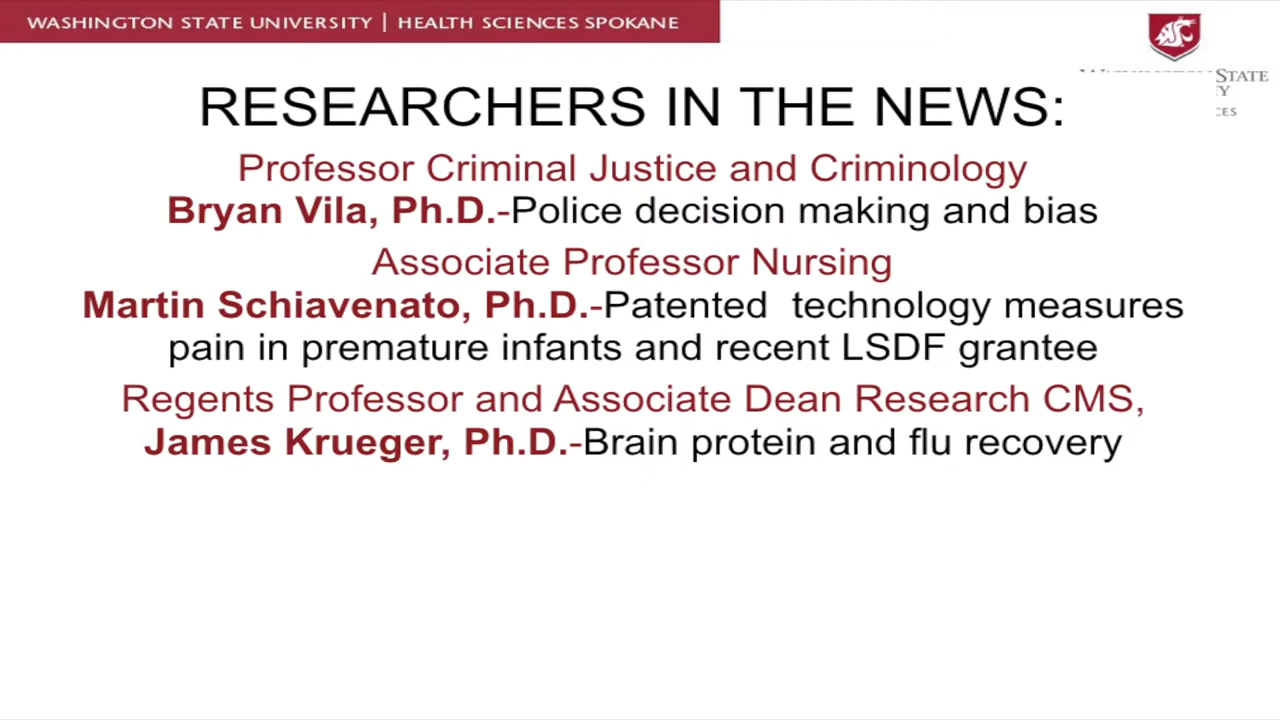 WASHINGTON STATE UNIVERSITY | HEALTH SCIENCES SPOKANE
STATE
RESEARCHERS IN THE NEWS:
Professor Criminal Justice and Criminology
Bryan Vila, Ph.D.-Police decision making and bias
Associate Professor Nursing
Martin Schiavenato, Ph.D.-Patented technology measures
pain in premature infants and recent LSDF grantee
Regents Professor and Associate Dean Research CMS,
James Krueger, Ph.D.-Brain protein and flu recovery